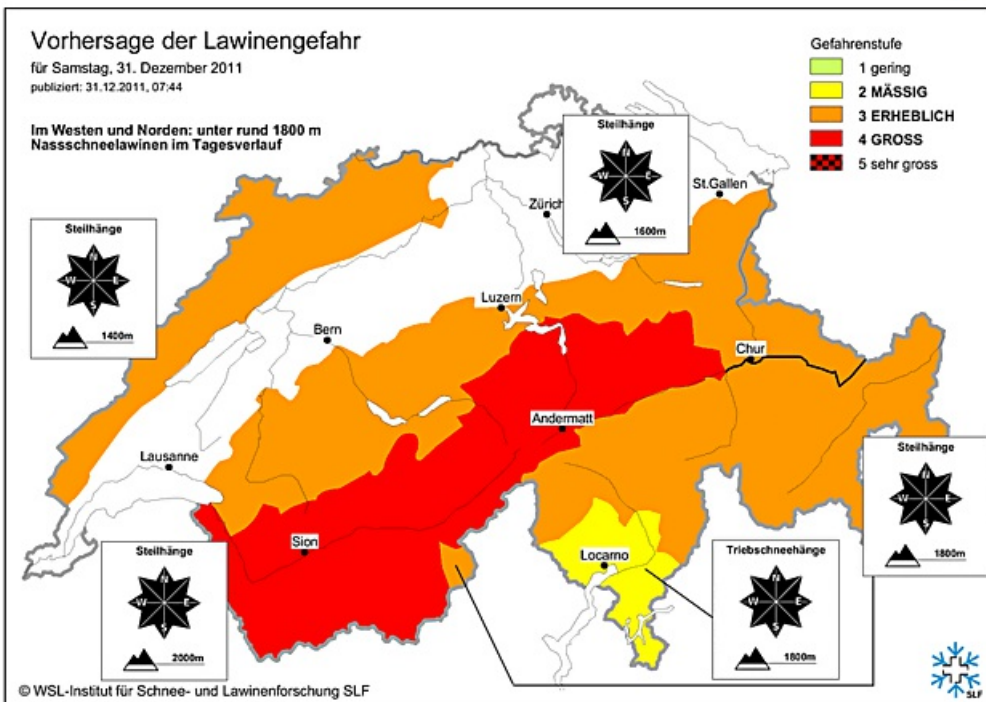 Vorhersage der Lawinengefahr
für Samstag, 31. Dezember 2011
publiziert: 31.12.2011, 07:44
Im Westen und Norden: unter rund 1800 m
Nassschneelawinen im Tagesverlauf
Gefahrenstufe
1 gering
2 MÄSSIG
3 ERHEBLICH
4 GROSS
5 sehr gross
Steilhänge
N
W E
S
1600m
Zürich
St.Gallen
Steilhänge
N
W E
S
1400m
Luzern
Bern
Chur
Andermatt
Lausanne
Steilhänge
N
W E
S
1800m
Sion
Locarno
Steilhänge
N
W E
S
2000m
Triebschneehänge
N
W E
S
1800m
© WSL-Institut für Schnee- und Lawinenforschung SLF
SLF